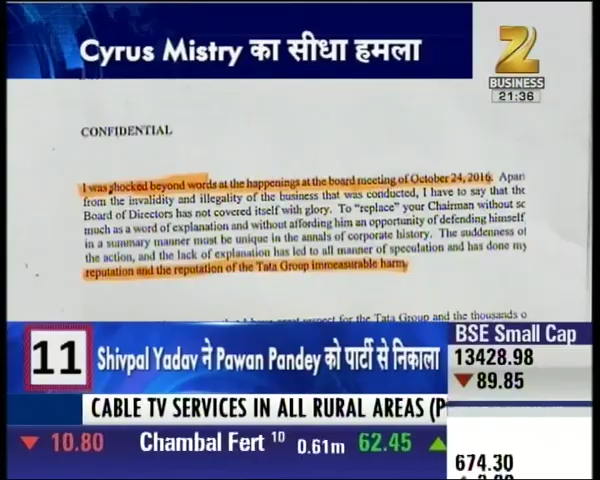 Cyrus Mistry का सीधा हमला
Z
BUSINESS
21:36
CONFIDENTIAL
I was shocked beyond words at the happenings at the board meeting of October 24, 2016. Apar
from the invalidity and illegality of the business that was conducted, I have to say that the
Board of Directors has not covered itself with glory. To “replace” your Chairman without so
much as a word of explanation and without affording him an opportunity of defending himself
in a summary manner must be unique in the annals of corporate history. The suddenness of
the action, and the lack of explanation has led to all manner of speculation and has done my
reputation and the reputation of the Tata Group immeasurable harm.
respect for the Tata Group and the thousands o
11
Shivpal Yadav ने Pawan Pandey को पार्टी से निकाला
BSE Small Cap
13428.98
▼ 89.85
CABLE TV SERVICES IN ALL RURAL AREAS (P
▼ 10.80 Chambal Fert 10 0.61m 62.45 ▲
674.30